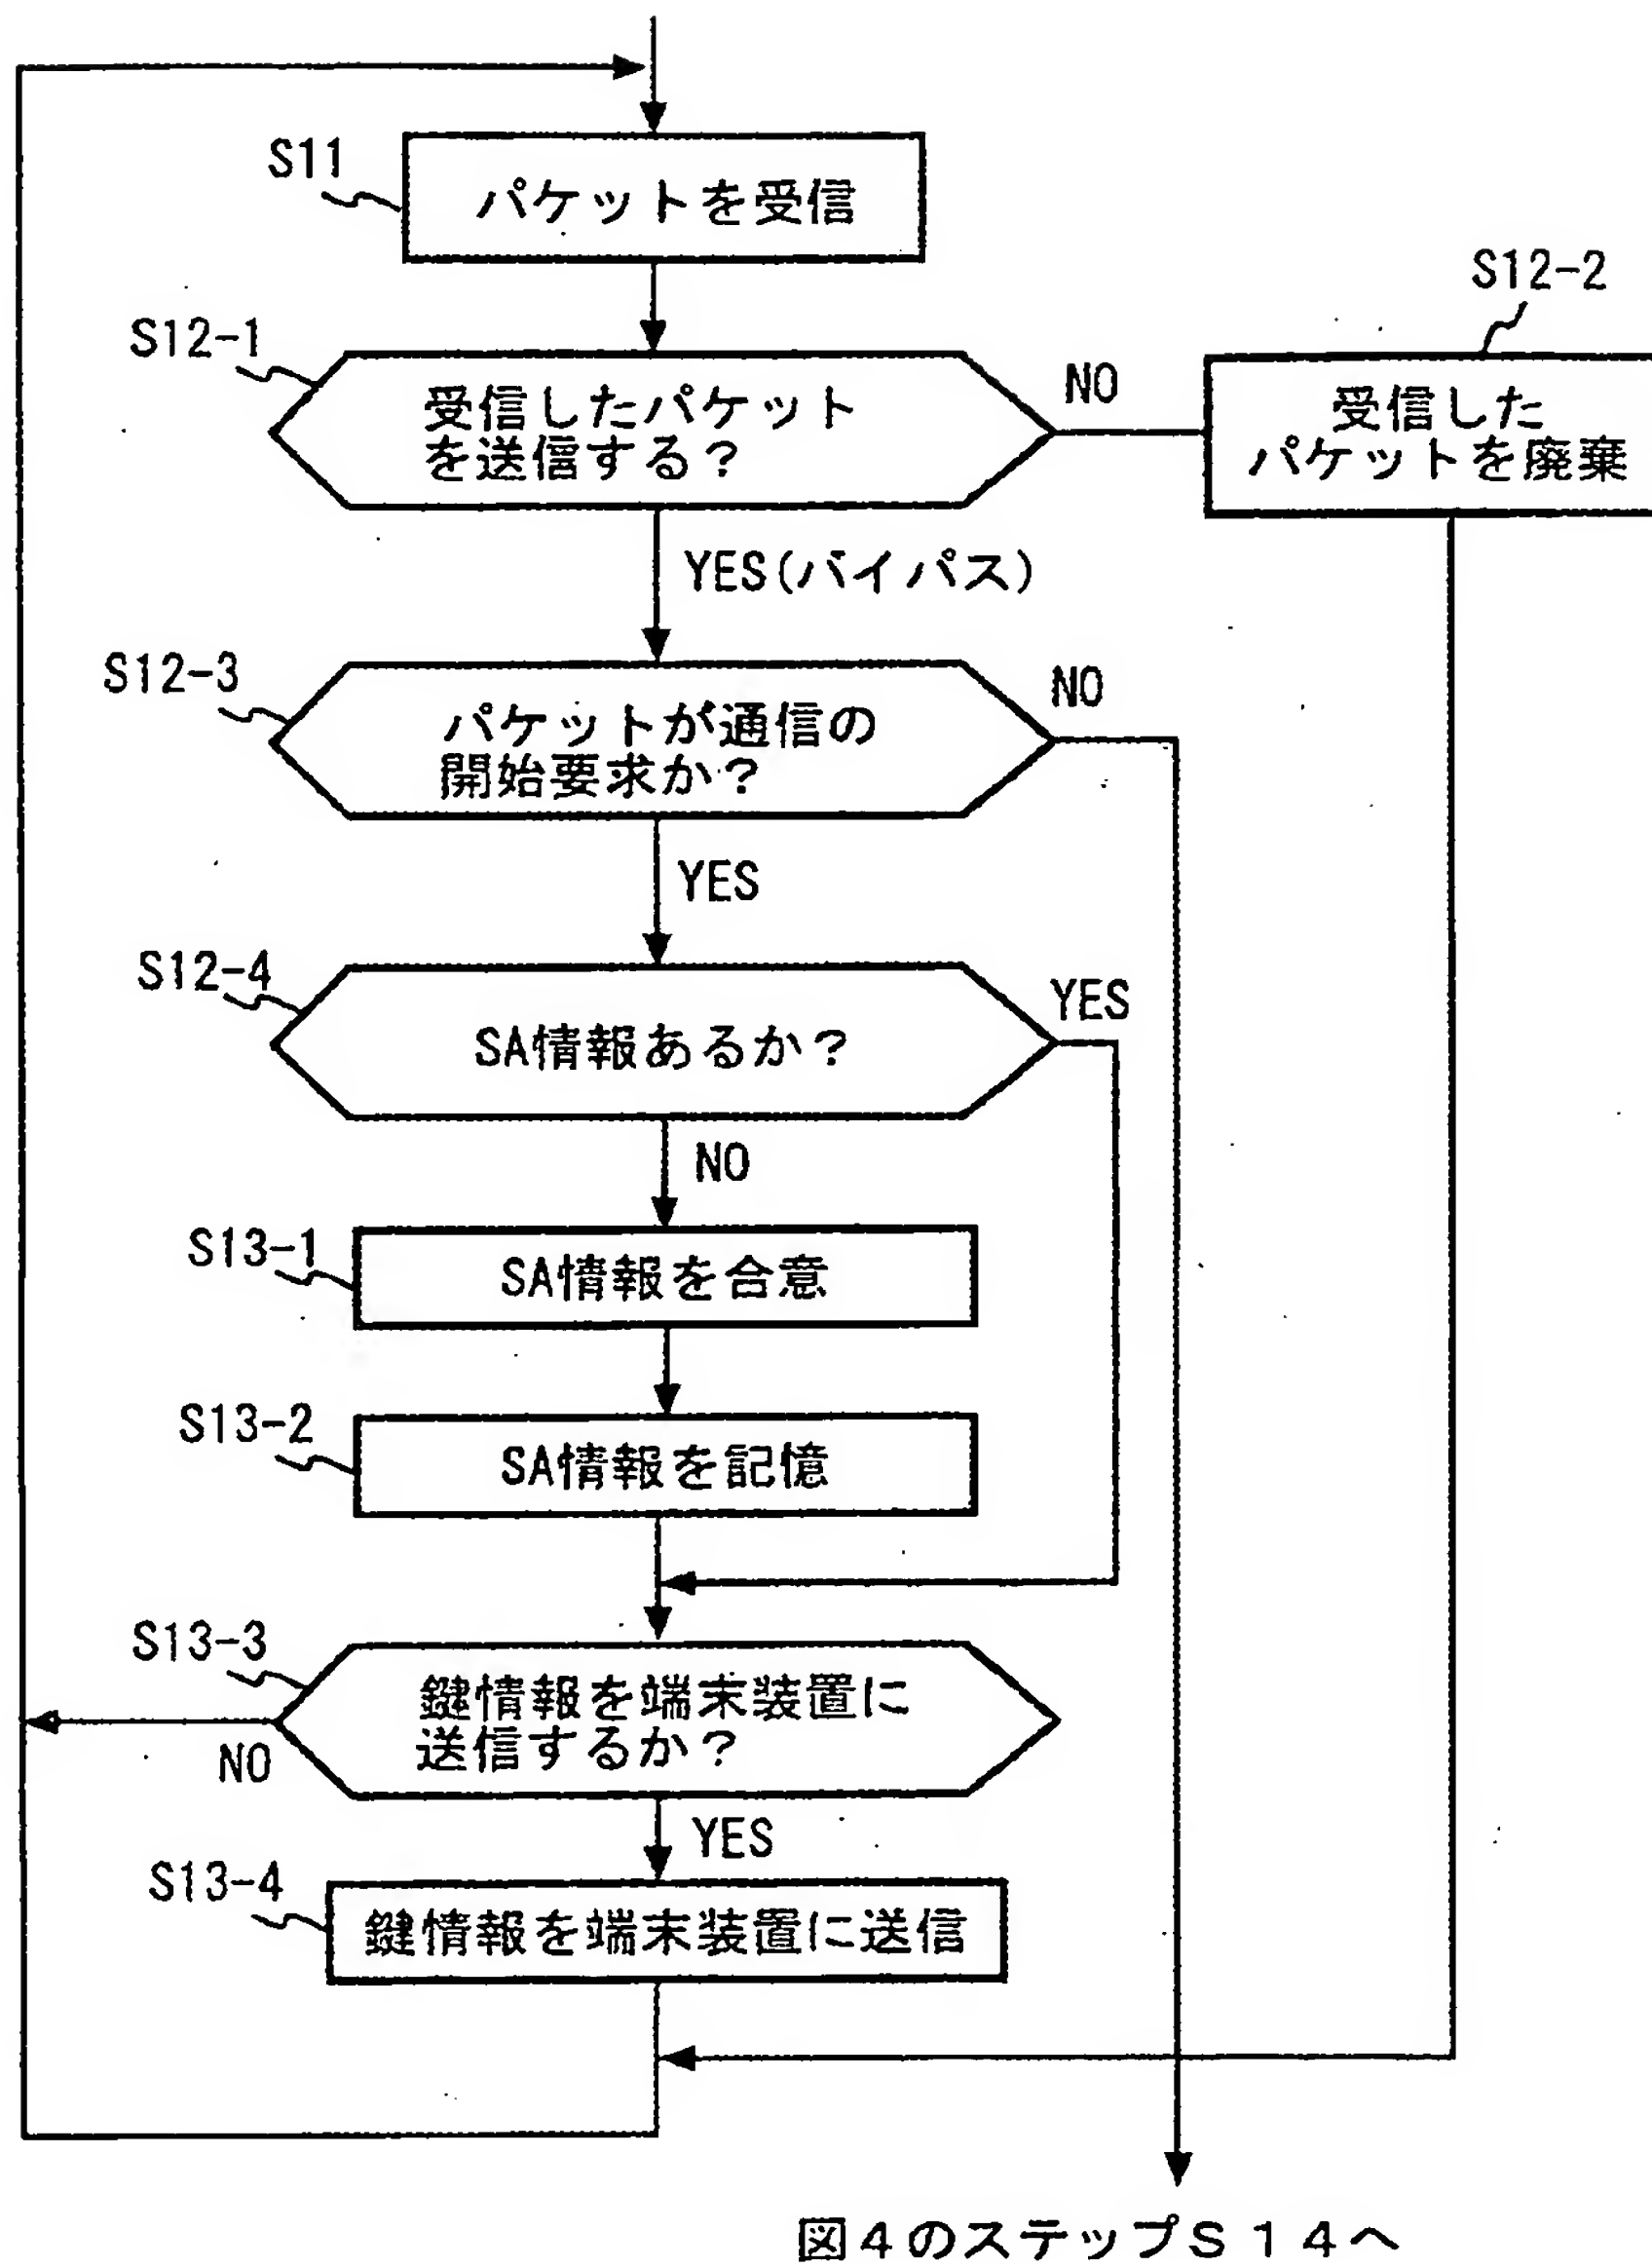 S11
パケットを受信
S12-2
S12-1
受信したパケット
を送信する?
NO
受信した
パケットを廃棄
YES(バイパス)
S12-3
パケットが通信の
開始要求か?
NO
YES
S12-4
SA情報あるか?
YES
NO
S13-1
SA情報を合意
S13-2
SA情報を記憶
S13-3
鍵情報を端末装置に
送信するか?
NO
YES
S13-4
鍵情報を端末装置に送信
図4のステップS14へ